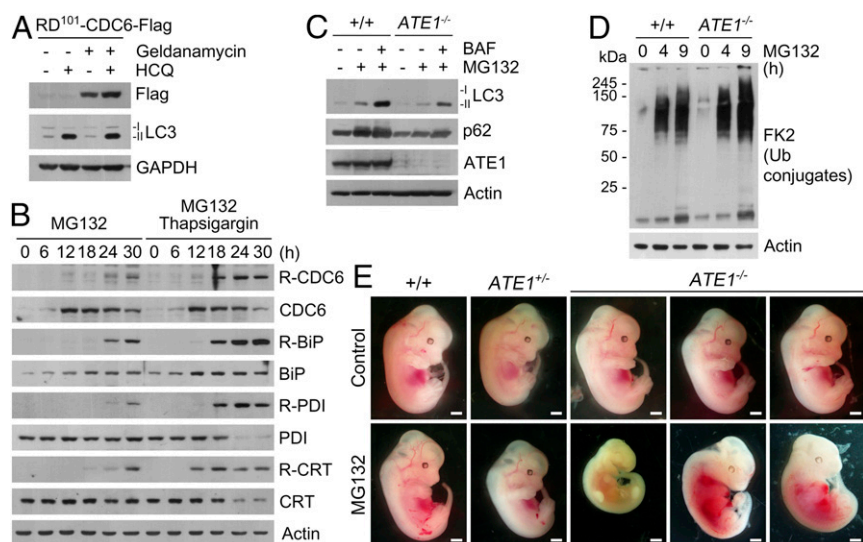 A
RD101-CDC6-Flag
- - + + Geldanamycin
- + - + HCQ
Flag
-I
-II LC3
GAPDH
B
MG132
MG132 Thapsigargin
0 6 12 18 24 30 0 6 12 18 24 30 (h)
R-CDC6
CDC6
R-BiP
BiP
R-PDI
PDI
R-CRT
CRT
Actin
C
+/+ ATE1-/-
- - + - - + BAF
- + + - + + MG132
-I
-II LC3
p62
ATE1
Actin
D
+/+ ATE1-/-
kDa 0 4 9 0 4 9 MG132 (h)
245 -
150 -
75 -
50 -
25 -
FK2
(Ub
conjugates)
Actin
E
+/+ ATE1+/- ATE1-/-
Control
MG132